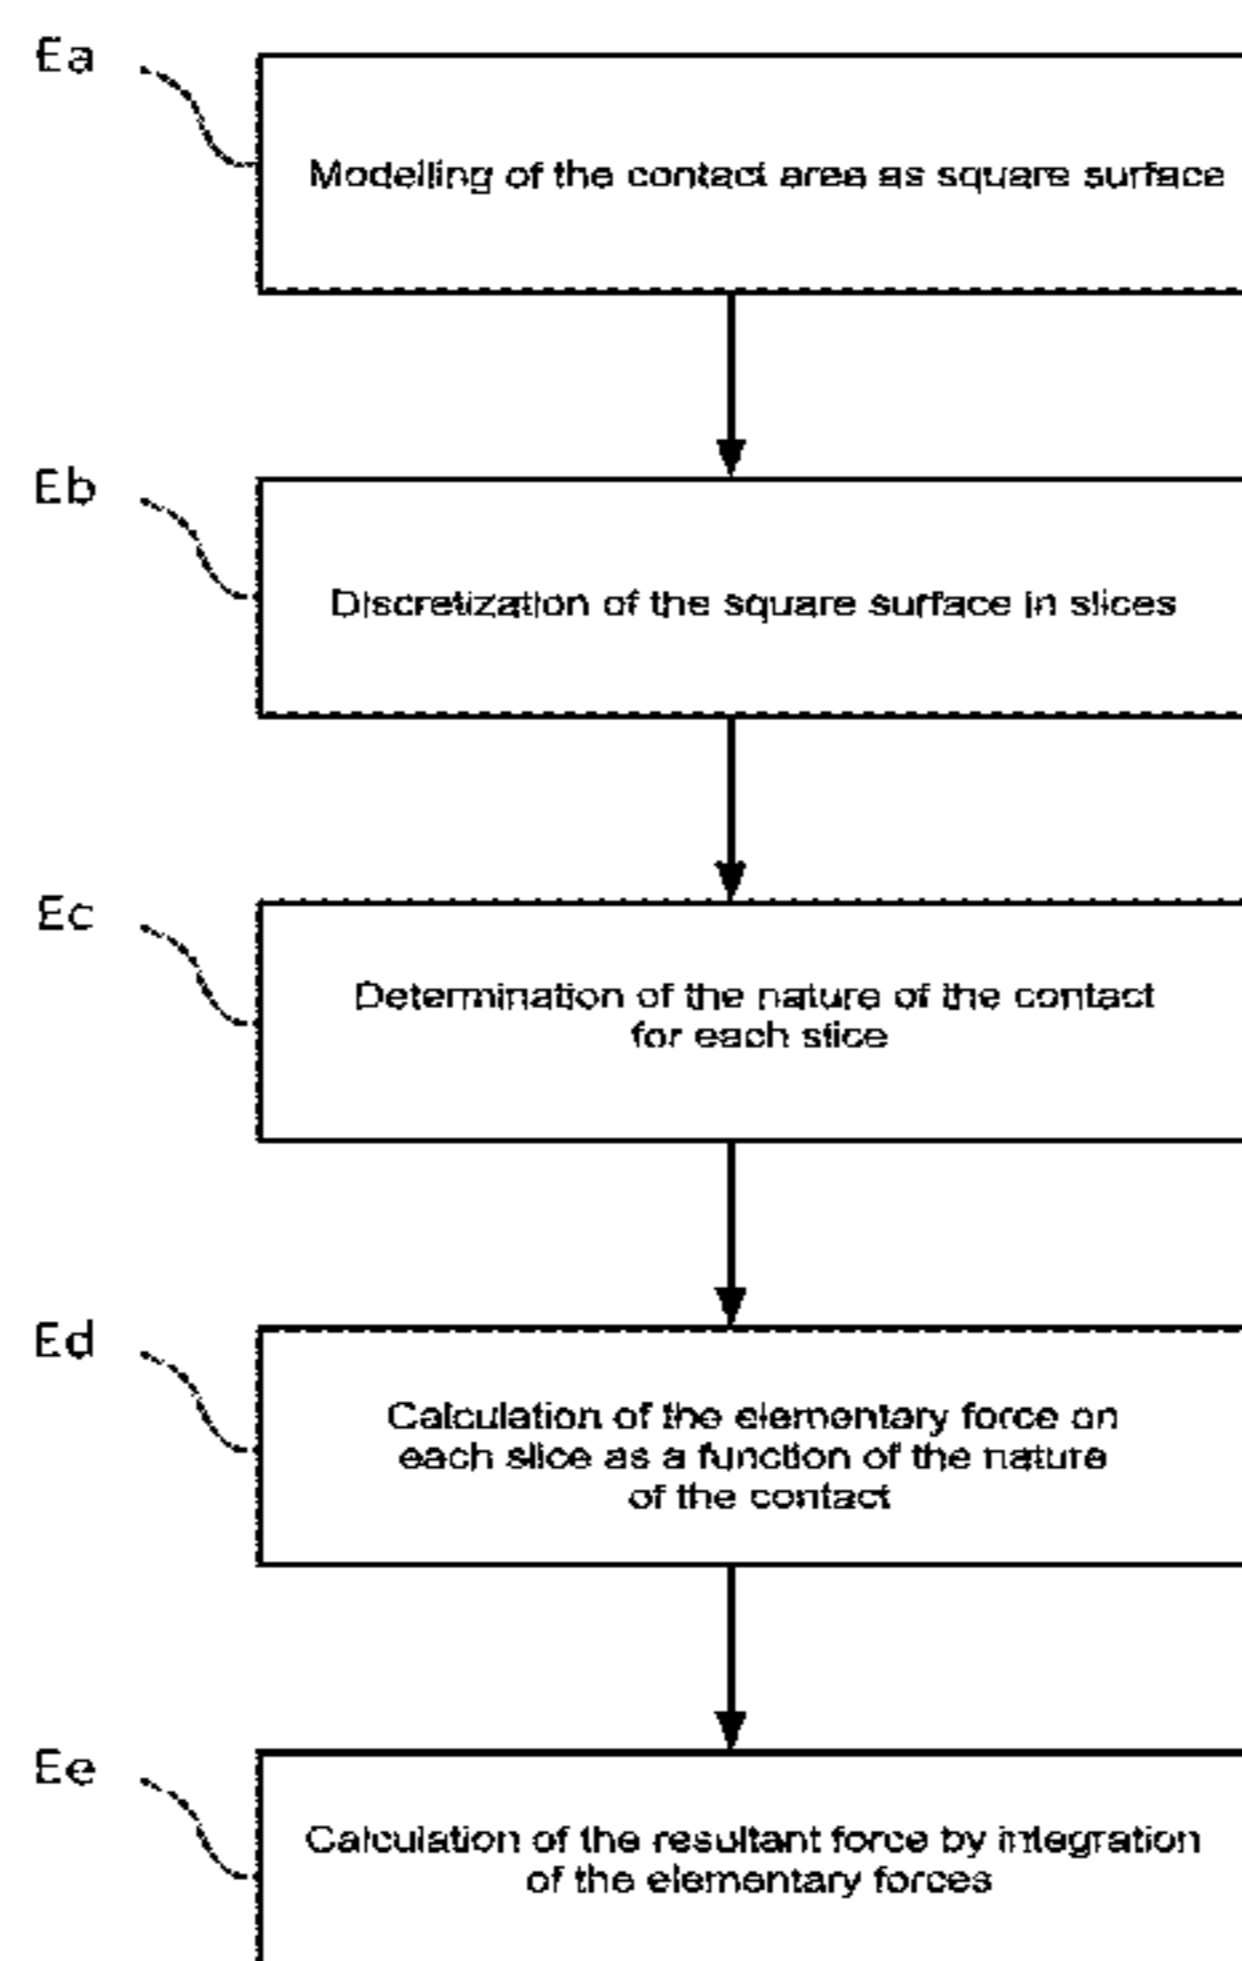 Ea
Modelling of the contact area as square surface
Eb
Discretization of the square surface in slices
Ec
Determination of the nature of the contact
for each slice
Ed
Calculation of the elementary force on
each slice as a function of the nature
of the contact
Ee
Calculation of the resultant force by integration
of the elementary forces